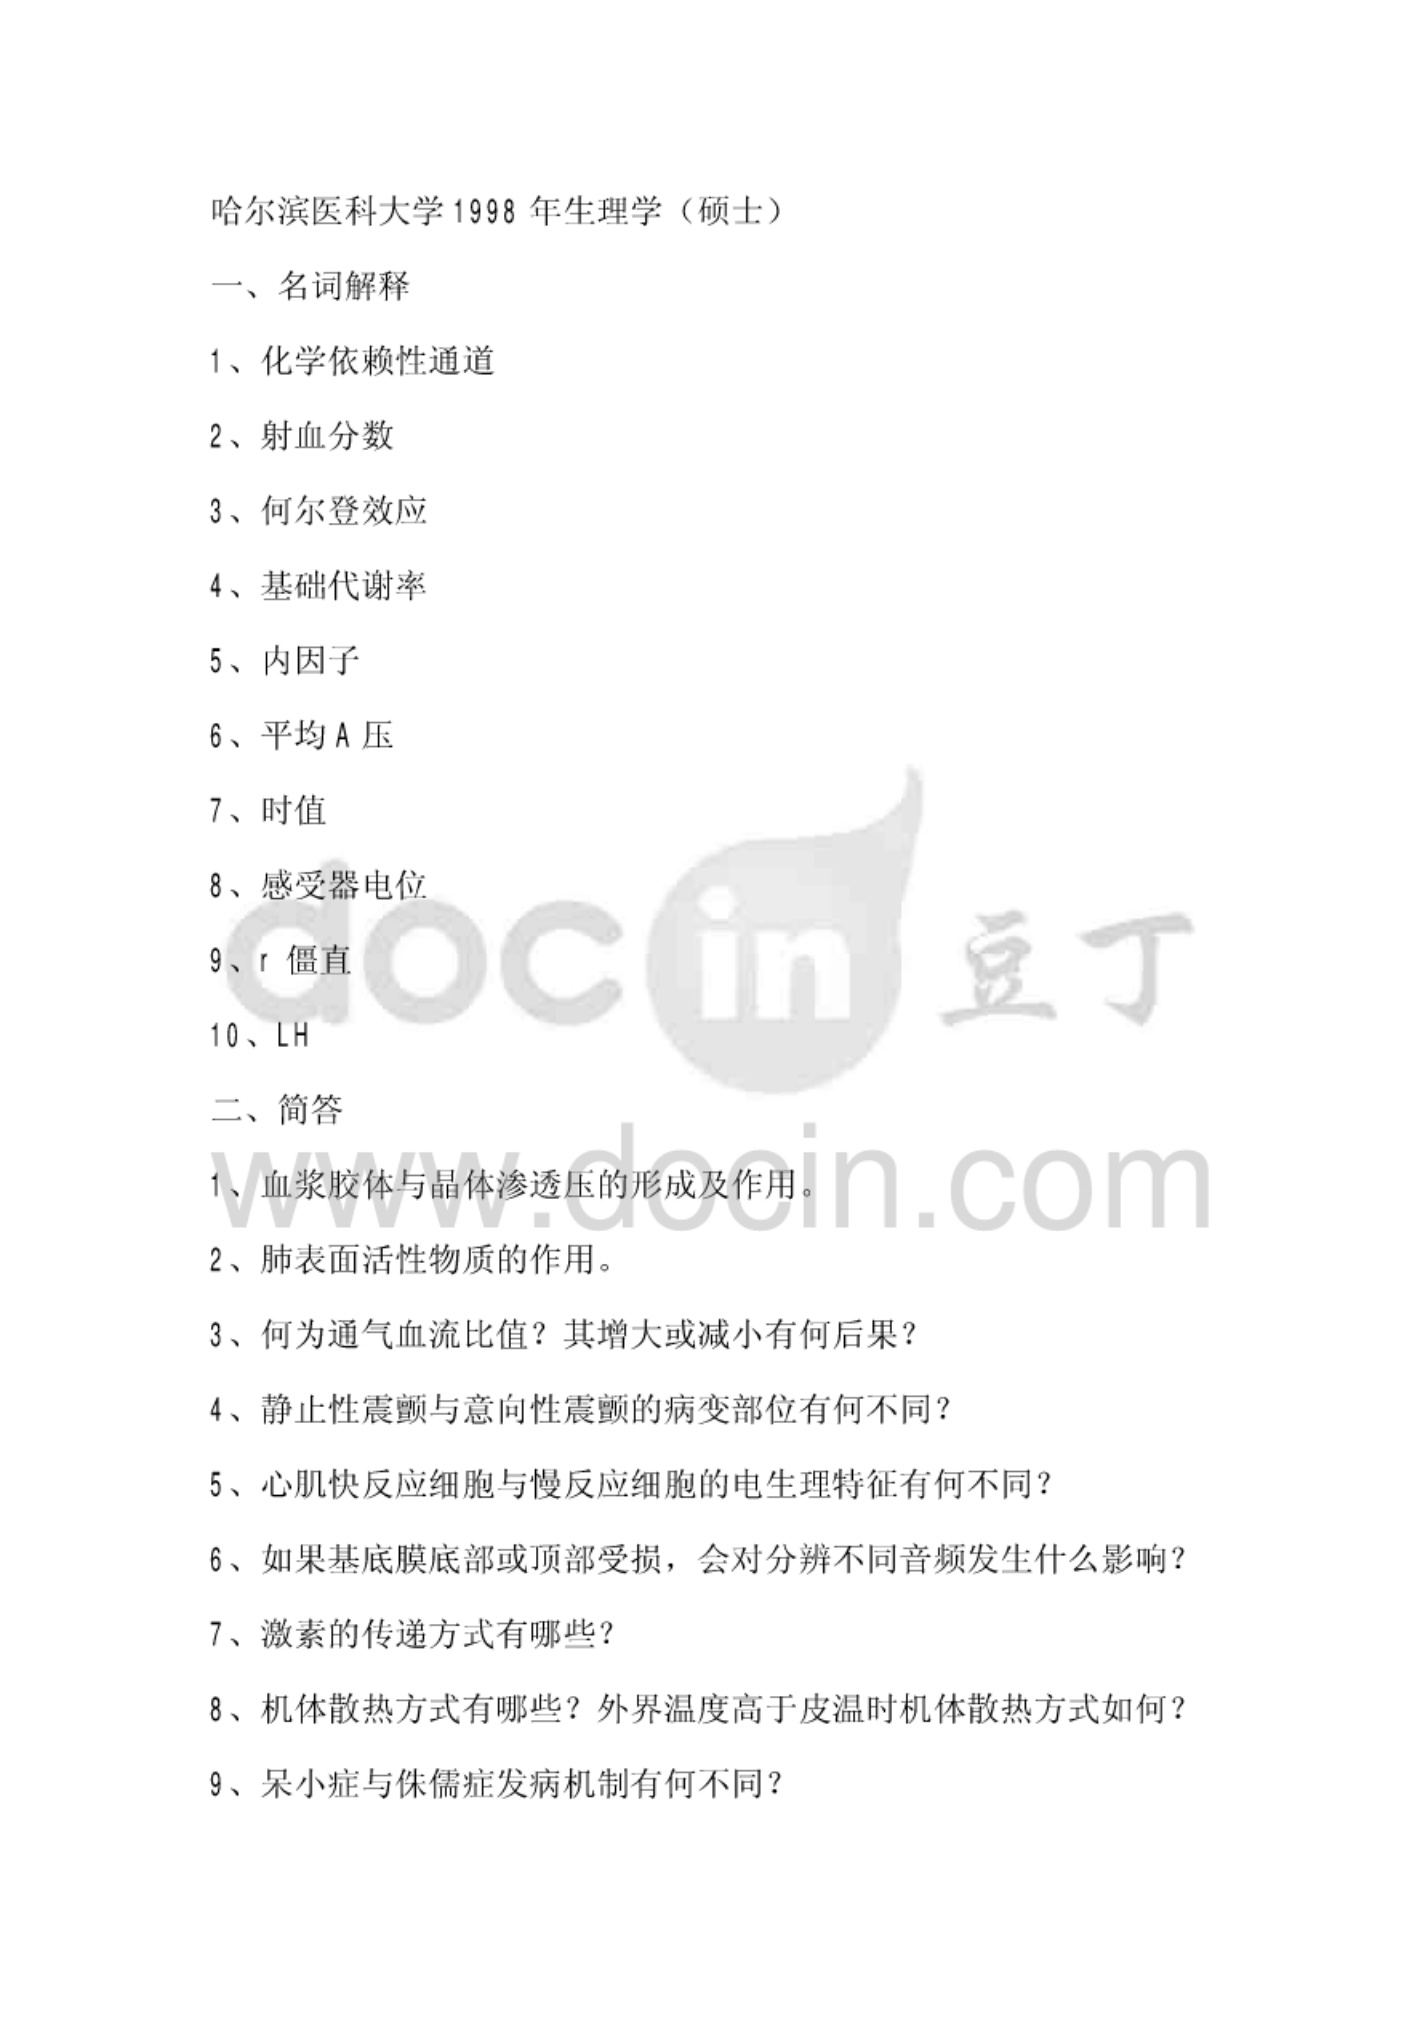 哈尔滨医科大学1998 年生理学（硕士）
一、名词解释
1、化学依赖性通道
2、射血分数
3、何尔登效应
4、基础代谢率
5、内因子
6、平均A 压
7、时值
8、感受器电位
9、r 僵直
10、LH
docin 豆丁
二、简答
www.docin.com
1、血浆胶体与晶体渗透压的形成及作用。
2、肺表面活性物质的作用。
3、何为通气血流比值？其增大或减小有何后果？
4、静止性震颤与意向性震颤的病变部位有何不同？
5、心肌快反应细胞与慢反应细胞的电生理特征有何不同？
6、如果基底膜底部或顶部受损，会对分辨不同音频发生什么影响？
7、激素的传递方式有哪些？
8、机体散热方式有哪些？外界温度高于皮温时机体散热方式如何？
9、呆小症与侏儒症发病机制有何不同？